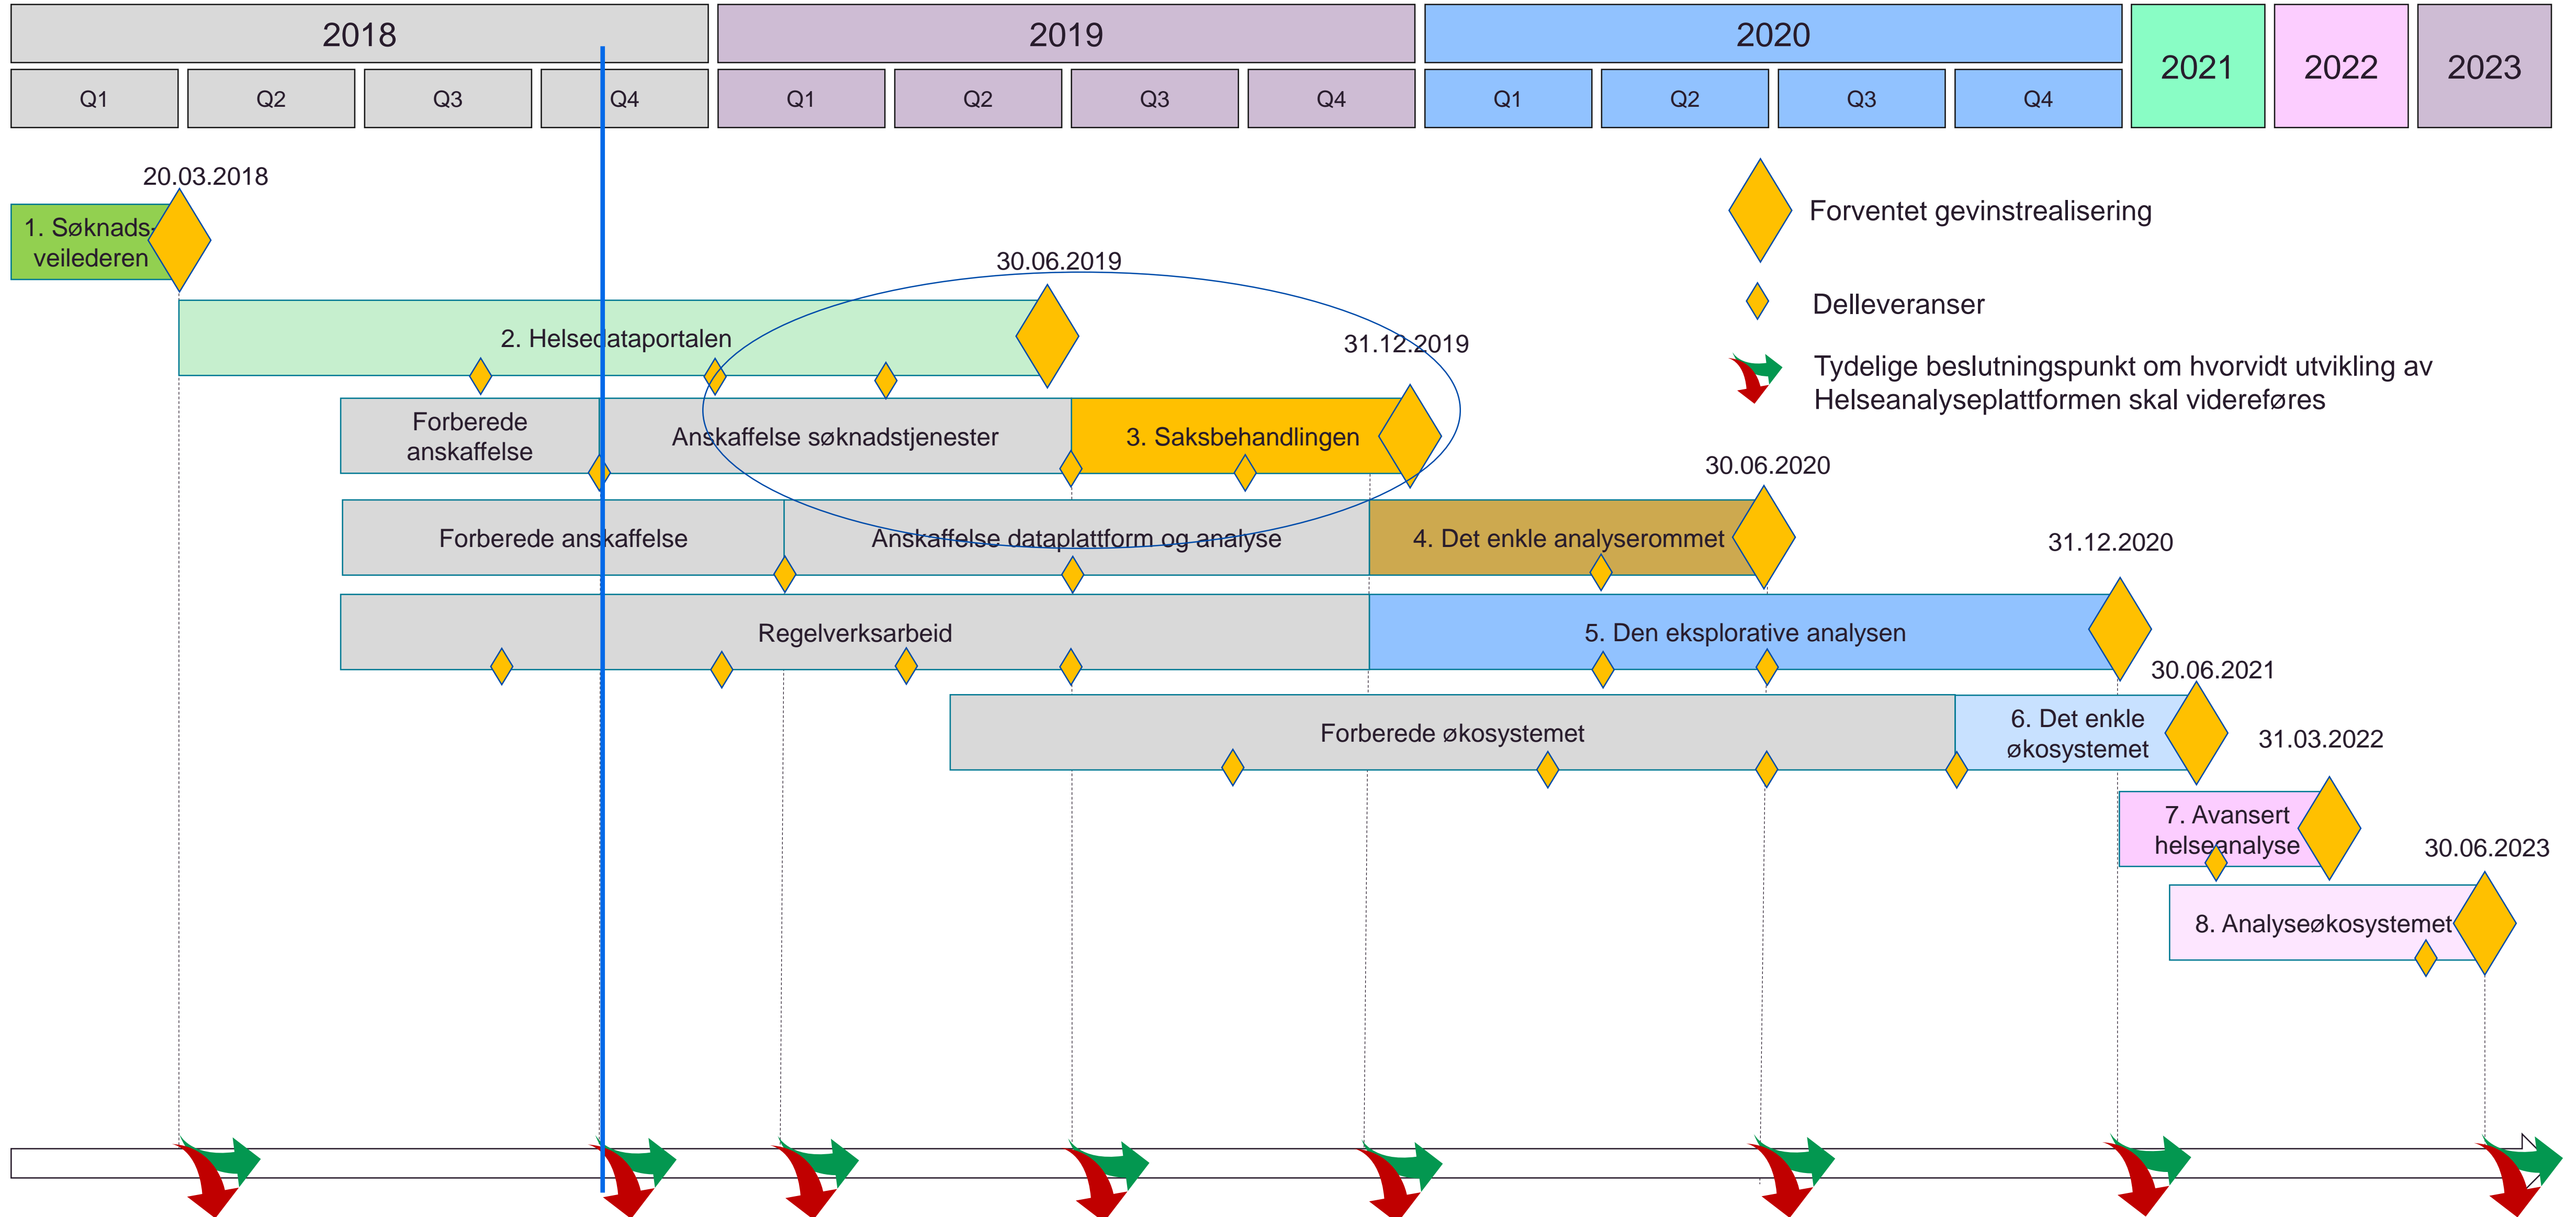 2018
2019
2020
2021
2022
2023
Q1
Q2
Q3
Q4
Q1
Q2
Q3
Q4
Q1
Q2
Q3
Q4
20.03.2018
1. Søknads-
veilederen
Forventet gevinstrealisering
30.06.2019
Delleveranser
2. Helsedataportalen
31.12.2019
Tydelige beslutningspunkt om hvorvidt utvikling av
Helseanalyseplattformen skal videreføres
Forberede
anskaffelse
Anskaffelse søknadstjenester
3. Saksbehandlingen
30.06.2020
Forberede anskaffelse
Anskaffelse dataplattform og analyse
4. Det enkle analyserommet
31.12.2020
Regelverksarbeid
5. Den eksplorative analysen
30.06.2021
Forberede økosystemet
6. Det enkle
økosystemet
31.03.2022
7. Avansert
helseanalyse
30.06.2023
8. Analyseøkosystemet